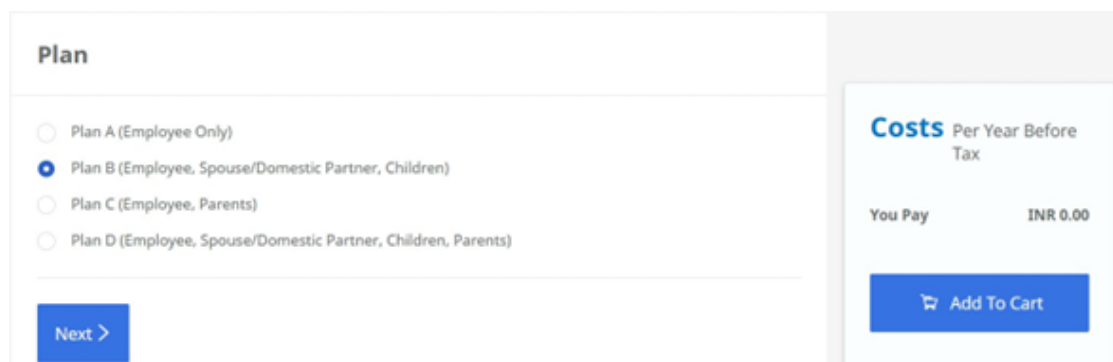 Plan
Plan A (Employee Only)
Plan B (Employee, Spouse/Domestic Partner, Children)
Plan C (Employee, Parents)
Plan D (Employee, Spouse/Domestic Partner, Children, Parents)
Next >
Costs Per Year Before
Tax
You Pay INR 0.00
Add To Cart